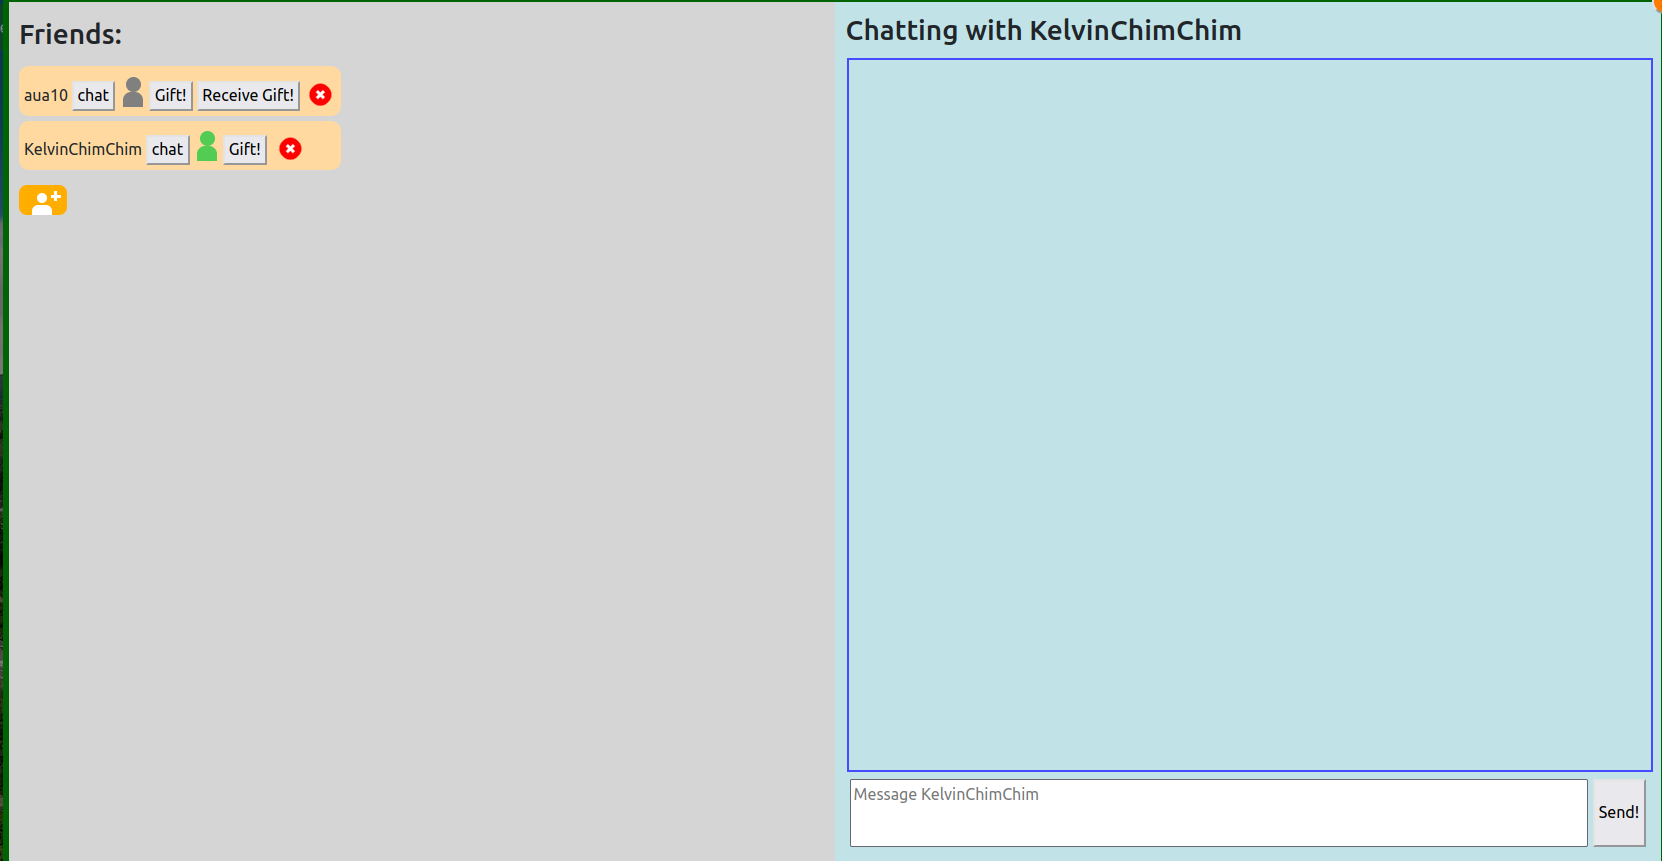 Friends:
aua10 chat Gift! Receive Gift!
KelvinChimChim chat Gift!
Chatting with KelvinChimChim
Message KelvinChimChim
Send!